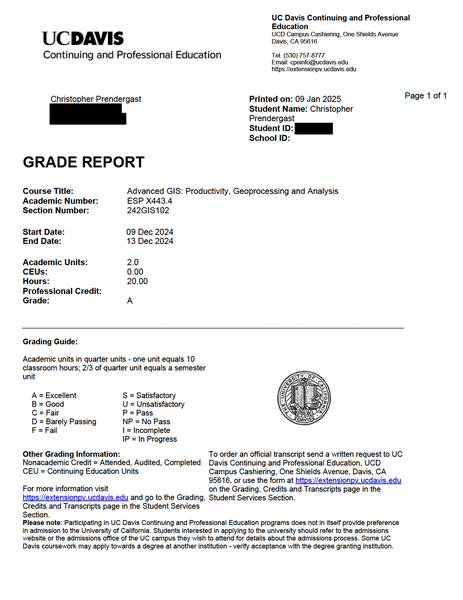 UCDAVIS
Continuing and Professional Education
UC Davis Continuing and Professional
Education
UCD Campus Cashiering, One Shields Avenue
Davis, CA 95616
Tel. (530) 757-8777
Email: cpeinfo@ucdavis.edu
https://extensionpv.ucdavis.edu
Page 1 of 1
Christopher Prendergast
Printed on: 09 Jan 2025
Student Name: Christopher
Prendergast
Student ID:
School ID:
GRADE REPORT
Course Title: Advanced GIS: Productivity, Geoprocessing and Analysis
Academic Number: ESP X443.4
Section Number: 242GIS102
Start Date: 09 Dec 2024
End Date: 13 Dec 2024
Academic Units: 2.0
CEUs: 0.00
Hours: 20.00
Professional Credit:
Grade: A
Grading Guide:
Academic units in quarter units - one unit equals 10
classroom hours; 2/3 of quarter unit equals a semester
unit
A = Excellent
B = Good
C = Fair
D = Barely Passing
F = Fail
S = Satisfactory
U = Unsatisfactory
P = Pass
NP = No Pass
I = Incomplete
IP = In Progress
Other Grading Information:
Nonacademic Credit = Attended, Audited, Completed
CEU = Continuing Education Units
For more information visit
https://extensionpv.ucdavis.edu and go to the Grading,
Credits and Transcripts page in the Student Services
Section.
To order an official transcript send a written request to UC
Davis Continuing and Professional Education, UCD
Campus Cashiering, One Shields Avenue, Davis, CA
95616, or use the form at https://extensionpv.ucdavis.edu
on the Grading, Credits and Transcripts page in the
Student Services Section.
Please note: Participating in UC Davis Continuing and Professional Education programs does not in itself provide preference
in admission to the University of California. Students interested in applying to the university should refer to the admissions
website or the admissions office of the UC campus they wish to attend for details about the admissions process. Some UC
Davis coursework may apply towards a degree at another institution - verify acceptance with the degree granting institution.